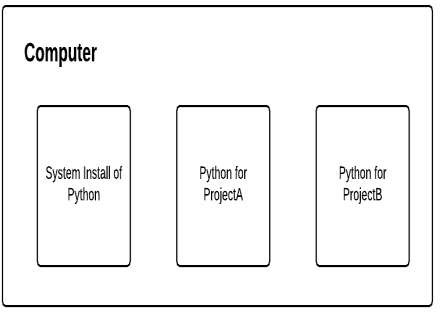 Computer
System Install of
Python
Python for
ProjectA
Python for
ProjectB